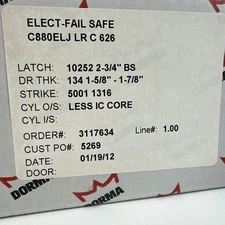 ELECT-FAIL SAFE
C880ELJ LR C 626
LATCH: 10252 2-3/4" BS
DR THK: 134 1-5/8" - 1-7/8"
STRIKE: 5001 1316
CYL O/S: LESS IC CORE
CYL I/S:
ORDER#: 3117634 Line#: 1.00
CUST PO#: 5269
DATE: 01/19/12
DOOR:
DORMA
DORMA